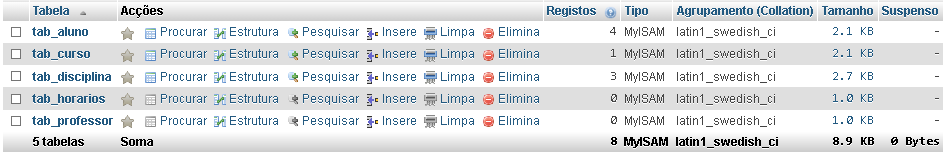 Tabela Acções Registos Tipo Agrupamento (Collation) Tamanho Suspenso
tab_aluno Procurar Estrutura Pesquisar Insere Limpa Elimina 4 MyISAM latin1_swedish_ci 2.1 KB -
tab_curso Procurar Estrutura Pesquisar Insere Limpa Elimina 1 MyISAM latin1_swedish_ci 2.1 KB -
tab_disciplina Procurar Estrutura Pesquisar Insere Limpa Elimina 3 MyISAM latin1_swedish_ci 2.7 KB -
tab_horarios Procurar Estrutura Pesquisar Insere Limpa Elimina 0 MyISAM latin1_swedish_ci 1.0 KB -
tab_professor Procurar Estrutura Pesquisar Insere Limpa Elimina 0 MyISAM latin1_swedish_ci 1.0 KB -
5 tabelas Soma 8 MyISAM latin1_swedish_ci 8.9 KB 0 Bytes